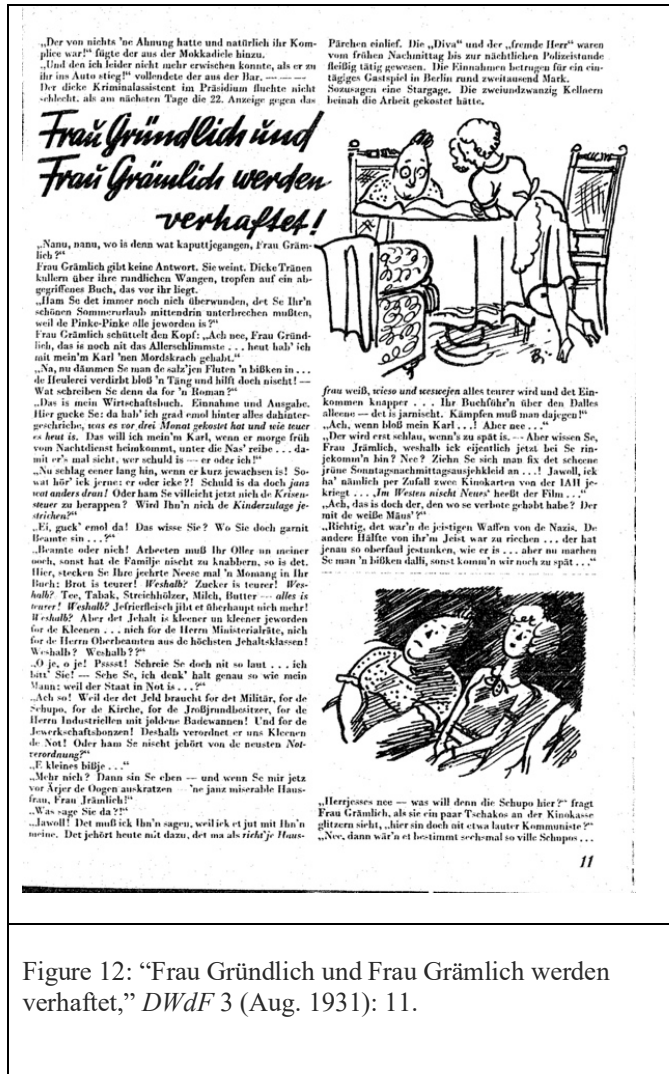 „Der von nichts 'ne Ahnung hatte und natürlich ihr Kom-
plice war!“ fügte der aus der Mokkadiele hinzu.
„Und den ich leider nicht mehr erwischen konnte, als er zu
ihr ins Auto stieg!“ vollendete der aus der Bar. — — — —
Der dicke Kriminalassistent im Präsidium fluchte nicht
schlecht, als am nächsten Tage die 22. Anzeige gegen das
Pärchen einlief. Die „Diva“ und der „fremde Herr“ waren
vom frühen Nachmittag bis zur nächtlichen Polizeistunde
fleißig tätig gewesen. Die Einnahmen betrugen für ein ein-
tägiges Gastspiel in Berlin rund zweitausend Mark.
Sozusagen eine Stargage. Die zweiundzwanzig Kellnern
beinah die Arbeit gekostet hätte.
Frau Gründlich und
Frau Grämlich werden
verhaftet!
„Nanu, nanu, wo is denn wat kaputtjegangen, Frau Gräm-
lich?“
Frau Grämlich gibt keine Antwort. Sie weint. Dicke Tränen
kullern über ihre rundlichen Wangen, tropfen auf ein ab-
gegriffenes Buch, das vor ihr liegt.
„Ham Se det immer noch nich überwunden, det Se Ihr'n
schönen Sommerurlaub mittendrin unterbrechen mußten,
weil de Pinke-Pinke alle jeworden is?“
Frau Grämlich schüttelt den Kopf: „Ach nee, Frau Gründ-
lich, das is noch nit das Allerschlimmste . . . heut hab' ich
mit mein'm Karl 'nen Mordskrach gehabt.“
„Na, nu dämmen Se man de salz'jen Fluten 'n bißken in . . .
de Heulerei verdirbt bloß 'n Täng und hilft doch nischt! —
Wat schreiben Se denn da for 'n Roman?“
„Das is mein Wirtschaftsbuch. Einnahme und Ausgabe.
Hier gucke Se: da hab' ich grad emol hinter alles dahinter-
geschriche, was es vor drei Monat gekostet hat und wie teuer
es heut is. Das will ich mein'm Karl, wenn er morge früh
vom Nachtdienst heimkommt, unter die Nas' reibe . . . da-
mit er's mal sieht, wer schuld is — er oder ich!“
„Nu schlag eener lang hin, wenn er kurz jewachsen is! So-
wat hör' ick jerne: er oder icke?! Schuld is da doch janz
wat anders dran! Oder ham Se villeicht jetzt nich de Krisen-
steuer zu berappen? Wird Ihn'n nich de Kinderzulage je-
strichen?“
„Ei, guck' emol da! Das wisse Sie? Wo Sie doch garnit
Beamte sin . . .?“
„Beamte oder nich! Arbeeten muß Ihr Oller un meiner
ooch, sonst hat de Familje nischt zu knabbern, so is det.
Hier, stecken Se Ihre jeehrte Neese mal 'n Momang in Ihr
Buch: Brot is teurer! Weshalb? Zucker is teurer! Wes-
halb? Tee, Tabak, Streichhölzer, Milch, Butter — alles is
teurer! Weshalb? Jefrierfleisch jibt et überhaupt nich mehr!
Weshalb? Aber det Jehalt is kleener un kleener jeworden
for de Kleenen . . . nich for de Herrn Ministerialräte, nich
for de Herrn Oberbeamten aus de höchsten Jehaltsklassen!
Weshalb? Weshalb??“
„O je, o je! Psssst! Schreie Se doch nit so laut . . . ich
bitt' Sie! — Sehe Se, ich denk' halt genau so wie mein
Mann: weil der Staat in Not is . . .?“
„Ach so! Weil der det Jeld braucht for det Militär, for de
Schupo, for de Kirche, for de Jroßjrundbesitzer, for de
Herrn Industriellen mit joldene Badewannen! Und for de
Jewerkschaftsbonzen! Deshalb verordnet er uns Kleenen
de Not! Oder ham Se nischt jehört von de neusten Not-
verordnung?“
„E kleines bißje . . .“
„Mehr nich? Dann sin Se eben — und wenn Se mir jetz
vor Ärjer de Oogen auskratzen — 'ne janz miserable Haus-
frau, Frau Jrämlich!“
„Was sage Sie da?!“
„Jawoll! Det muß ick Ihn'n sagen, weil ick et jut mit Ihn'n
meine. Det jehört heute mit dazu, det ma als richt'je Haus-
frau weiß, wieso und weswejen alles teurer wird und det Ein-
kommen knapper . . . Ihr Buchführ'n über den Dalles
alleene — det is jarnischt. Kämpfen muß man dajegen!“
„Ach, wenn bloß mein Karl . . .! Aber nee . . .“
„Der wird erst schlau, wenn's zu spät is. — Aber wissen Se,
Frau Jrämlich, weshalb ick eijentlich jetzt bei Se rin-
jekomm'n bin? Nee? Ziehn Se sich man fix det schoene
jrüne Sonntagsnachmittagsausjehkleid an . . .! Jawoll, ick
ha' nämlich per Zufall zwee Kinokarten von der IAH je-
kriegt . . . ‚Im Westen nischt Neues‘ heeßt der Film . . .“
„Ach, das is doch der, den wo se verbote gehabt habe? Der
mit de weiße Mäus'?“
„Richtig, det war'n de jeistigen Waffen von de Nazis. De
andere Hälfte von ihr'm Jeist war zu riechen . . . der hat
jenau so oberfaul jestunken, wie er is . . . aber nu machen
Se man 'n bißken dalli, sonst komm'n wir noch zu spät . . .“
„Herrjesses nee — was will denn die Schupo hier?“ fragt
Frau Grämlich, als sie ein paar Tschakos an der Kinokasse
glitzern sieht, „hier sin doch nit etwa lauter Kommuniste?“
„Nee, dann wär'n et bestimmt sechsmal so ville Schupos . . .
11
Figure 12: “Frau Gründlich und Frau Grämlich werden
verhaftet,” DWdF 3 (Aug. 1931): 11.